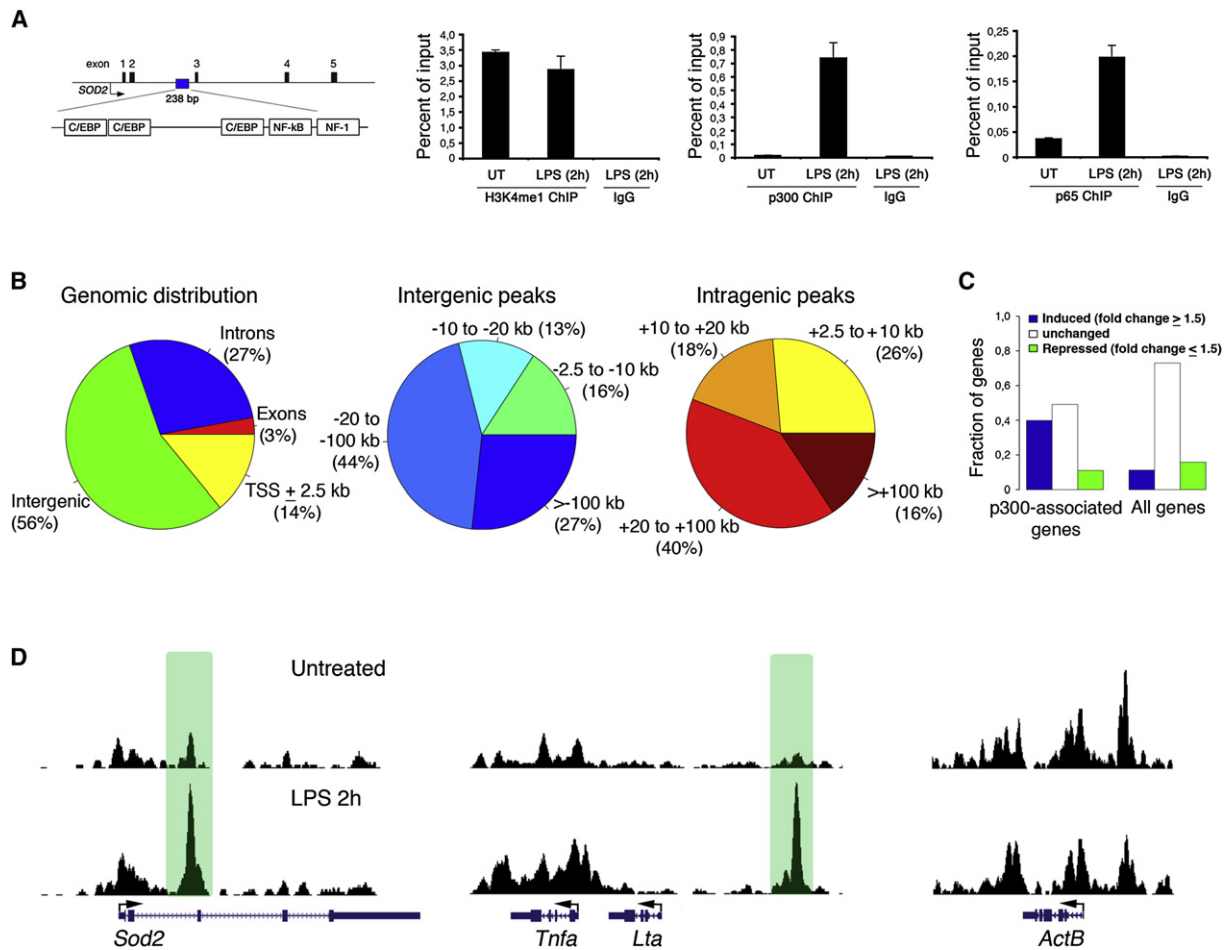 A
exon 1 2 3 4 5
SOD2
238 bp
C/EBP C/EBP C/EBP NF-kB NF-1
Percent of input
4,0
3,5
3,0
2,5
2,0
1,5
1,0
0,5
0
UT LPS (2h) LPS (2h)
H3K4me1 ChIP IgG
Percent of input
0,9
0,8
0,7
0,6
0,5
0,4
0,3
0,2
0,1
0
UT LPS (2h) LPS (2h)
p300 ChIP IgG
Percent of input
0,25
0,20
0,15
0,10
0,05
0
UT LPS (2h) LPS (2h)
p65 ChIP IgG
B
Genomic distribution
Introns
(27%)
Exons
(3%)
TSS ± 2.5 kb
(14%)
Intergenic
(56%)
Intergenic peaks
-10 to -20 kb (13%)
-2.5 to -10 kb
(16%)
-20 to
-100 kb
(44%)
>-100 kb
(27%)
Intragenic peaks
+10 to +20 kb
(18%)
+2.5 to +10 kb
(26%)
>+100 kb
(16%)
+20 to +100kb
(40%)
C
Induced (fold change ≥ 1.5)
unchanged
Repressed (fold change ≤ 1.5)
Fraction of genes
1,0
0,8
0,6
0,4
0,2
0
p300-associated
genes
All genes
D
Untreated
LPS 2h
Sod2 Tnfa Lta ActB